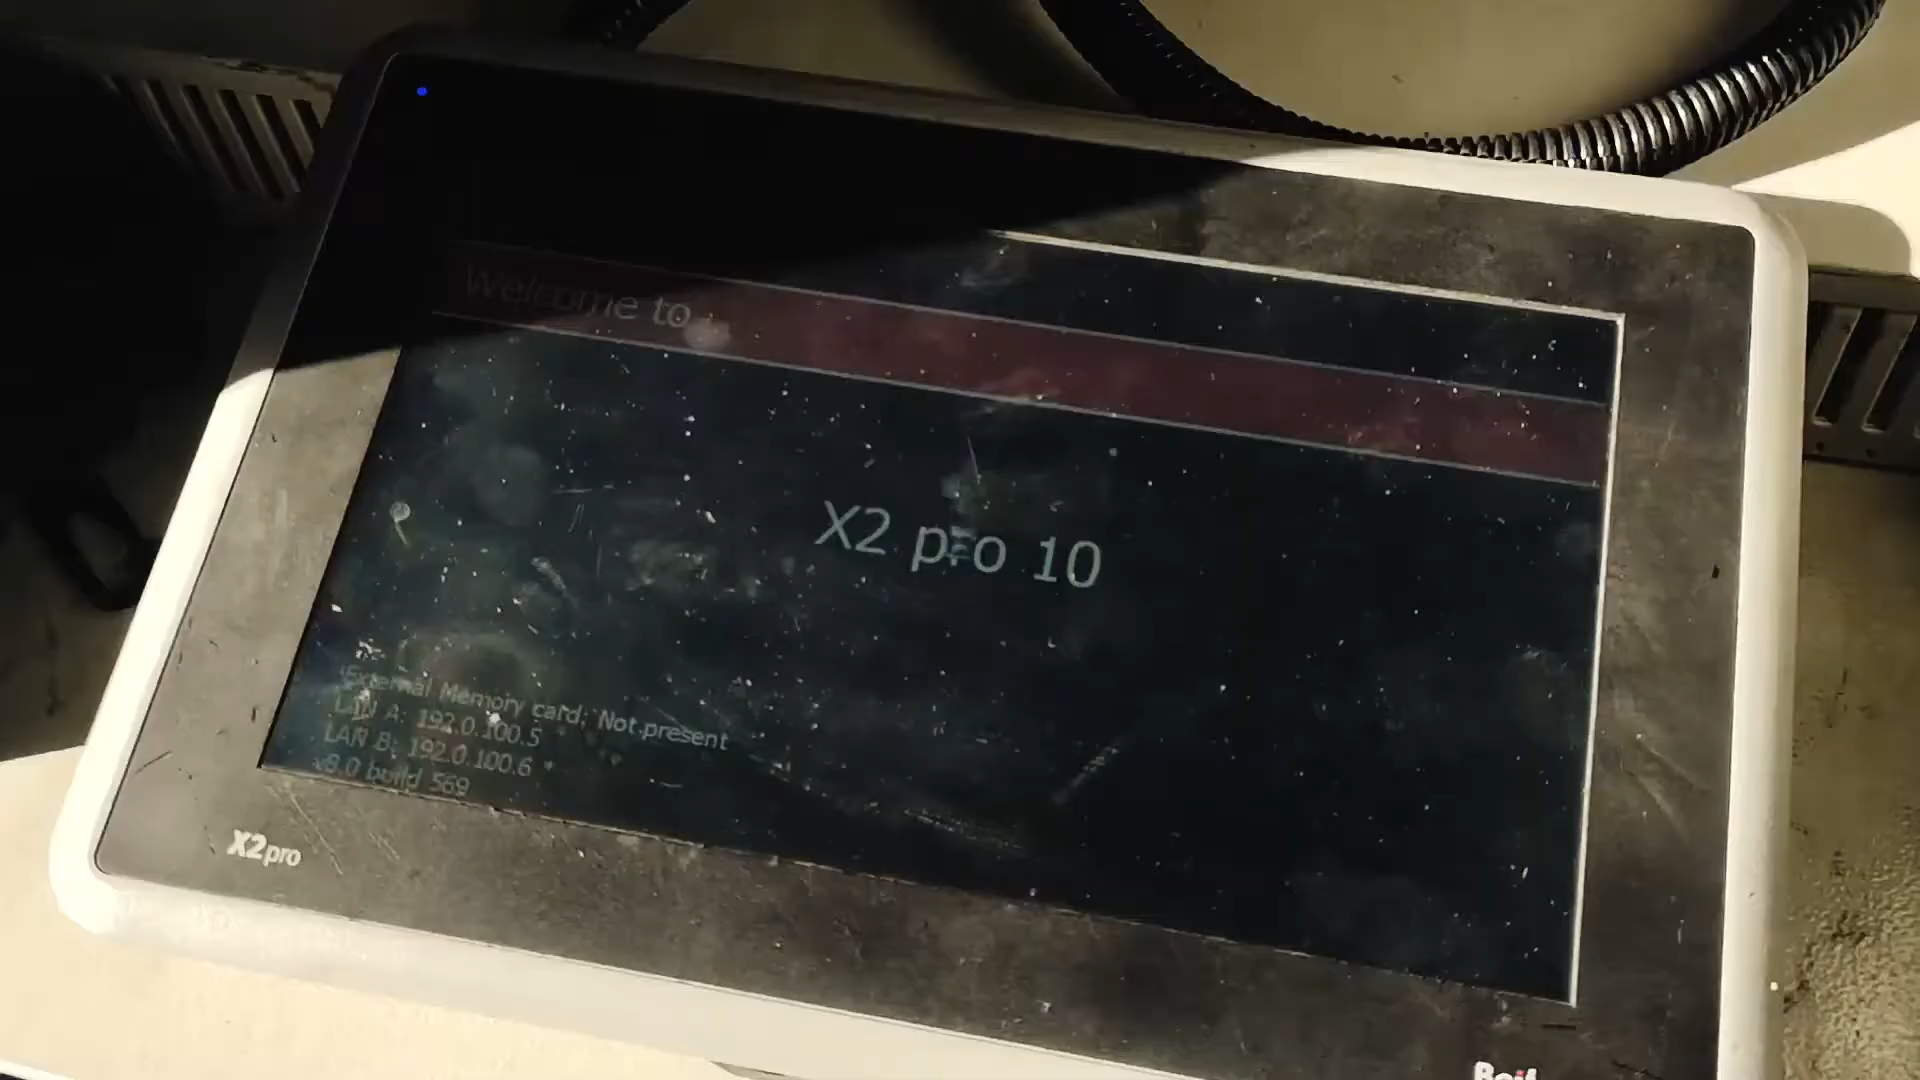 Welcome to
X2 pro 10
External Memory card: Not present
LAN A: 192.0.100.5
LAN B: 192.0.100.6 *
v8.0 build 569
X2pro